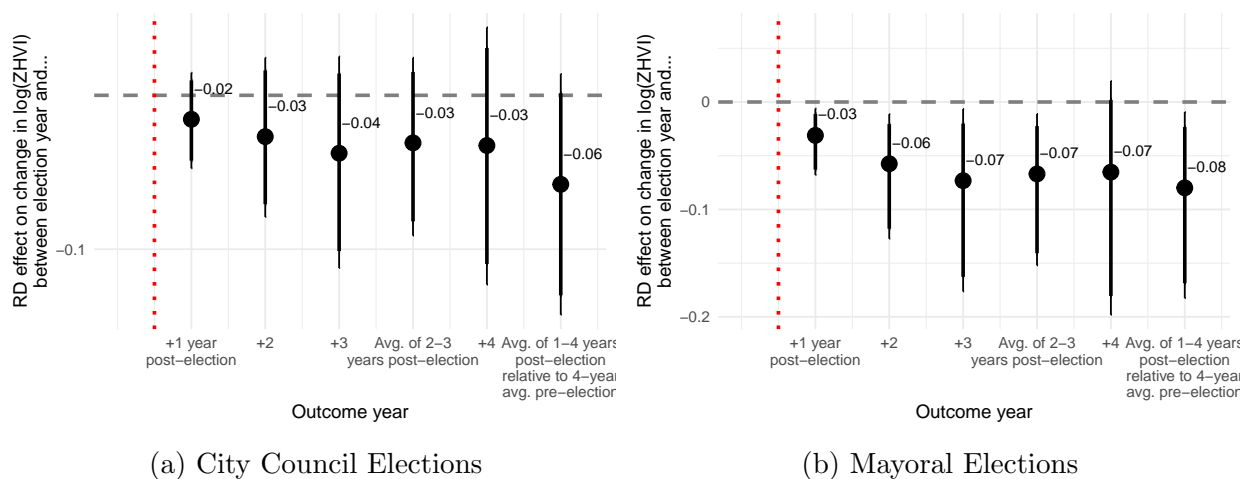 RD effect on change in log(ZHVI)
between election year and...
−0.1
−0.02
−0.03
−0.04
−0.03
−0.03
−0.06
+1 year
post−election
+2
+3
Avg. of 2−3
years post−election
+4
Avg. of 1−4 years
post−election
relative to 4−year
avg. pre−election
Outcome year
(a) City Council Elections
RD effect on change in log(ZHVI)
between election year and...
0
−0.1
−0.2
−0.03
−0.06
−0.07
−0.07
−0.07
−0.08
+1 year
post−election
+2
+3
Avg. of 2−3
years post−election
+4
Avg. of 1−4 years
post−election
relative to 4−year
avg. pre−election
Outcome year
(b) Mayoral Elections